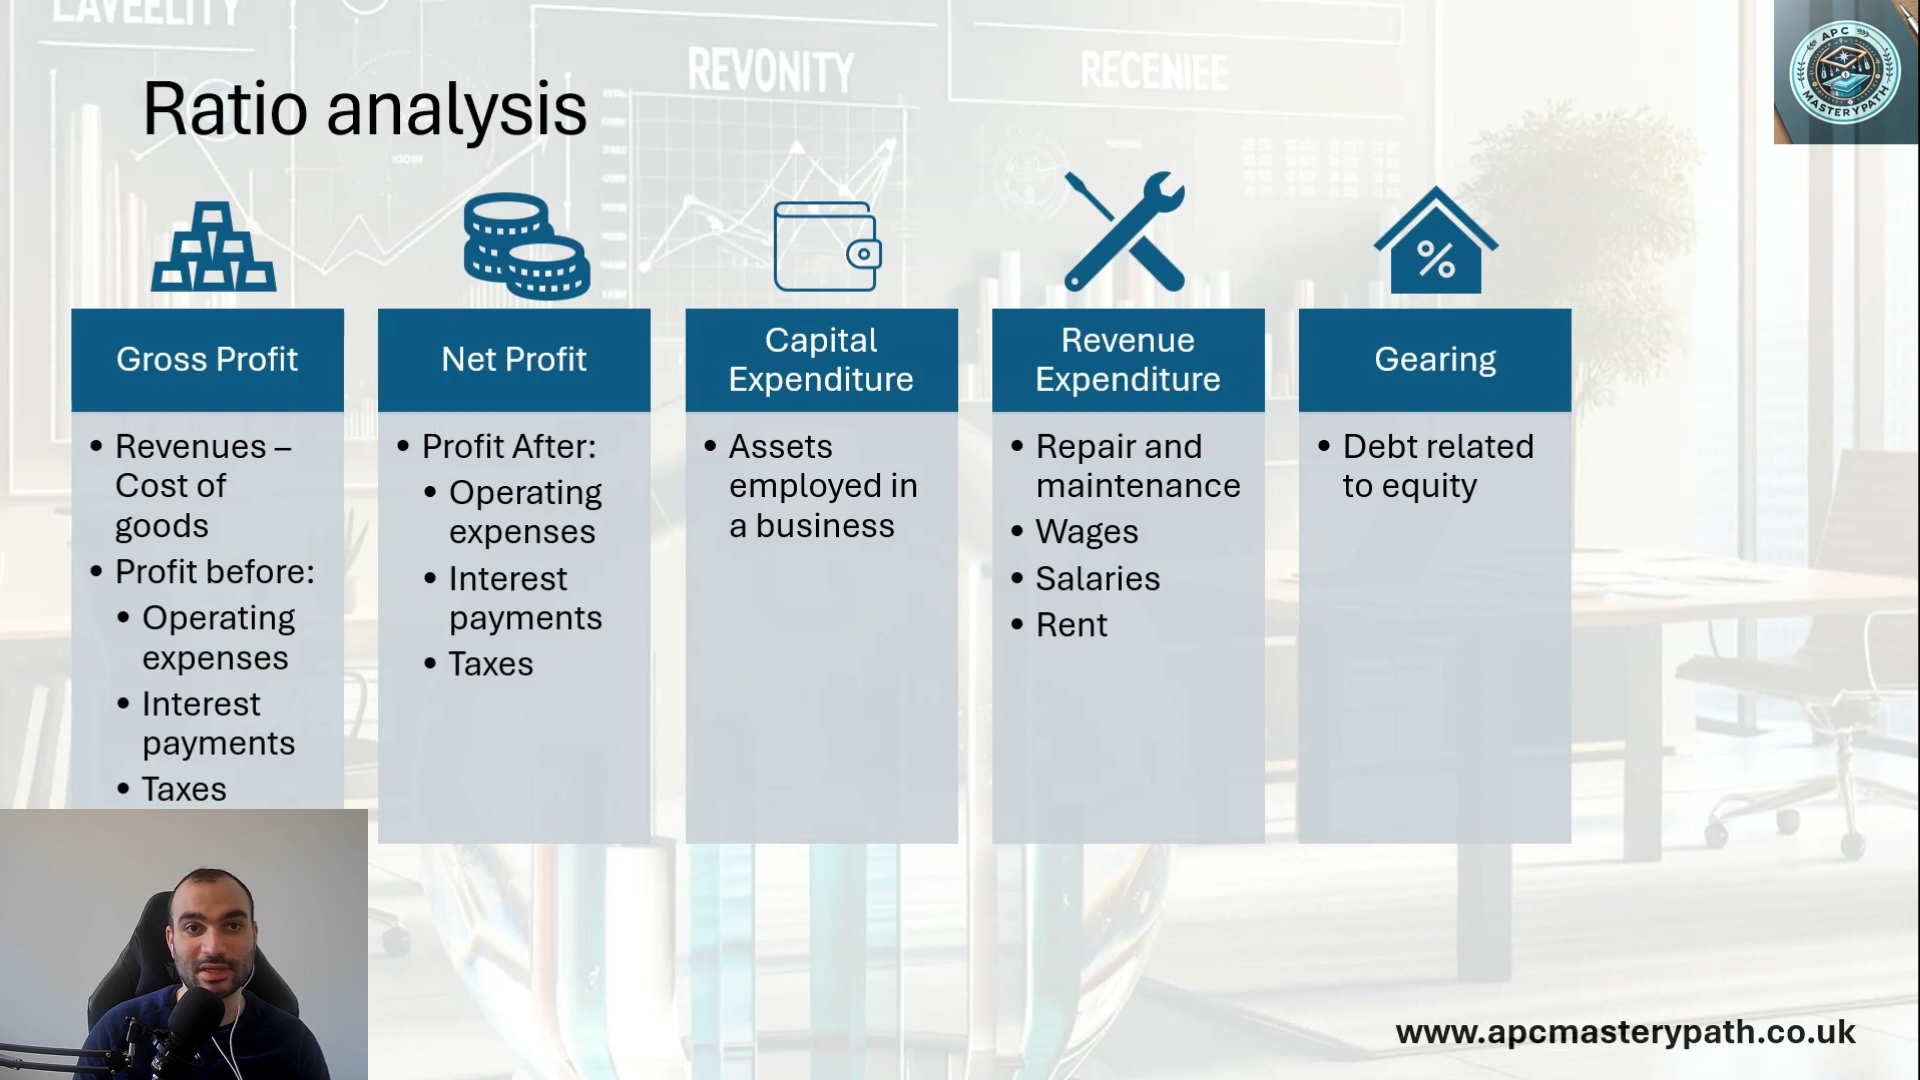 LAVEELITY
REVONITY
RECENIEE
APC
MASTERYPATH
Ratio analysis
Gross Profit
• Revenues –
Cost of
goods
• Profit before:
• Operating
expenses
• Interest
payments
• Taxes
Net Profit
• Profit After:
• Operating
expenses
• Interest
payments
• Taxes
Capital
Expenditure
• Assets
employed in
a business
Revenue
Expenditure
• Repair and
maintenance
• Wages
• Salaries
• Rent
%
Gearing
• Debt related
to equity
www.apcmasterypath.co.uk